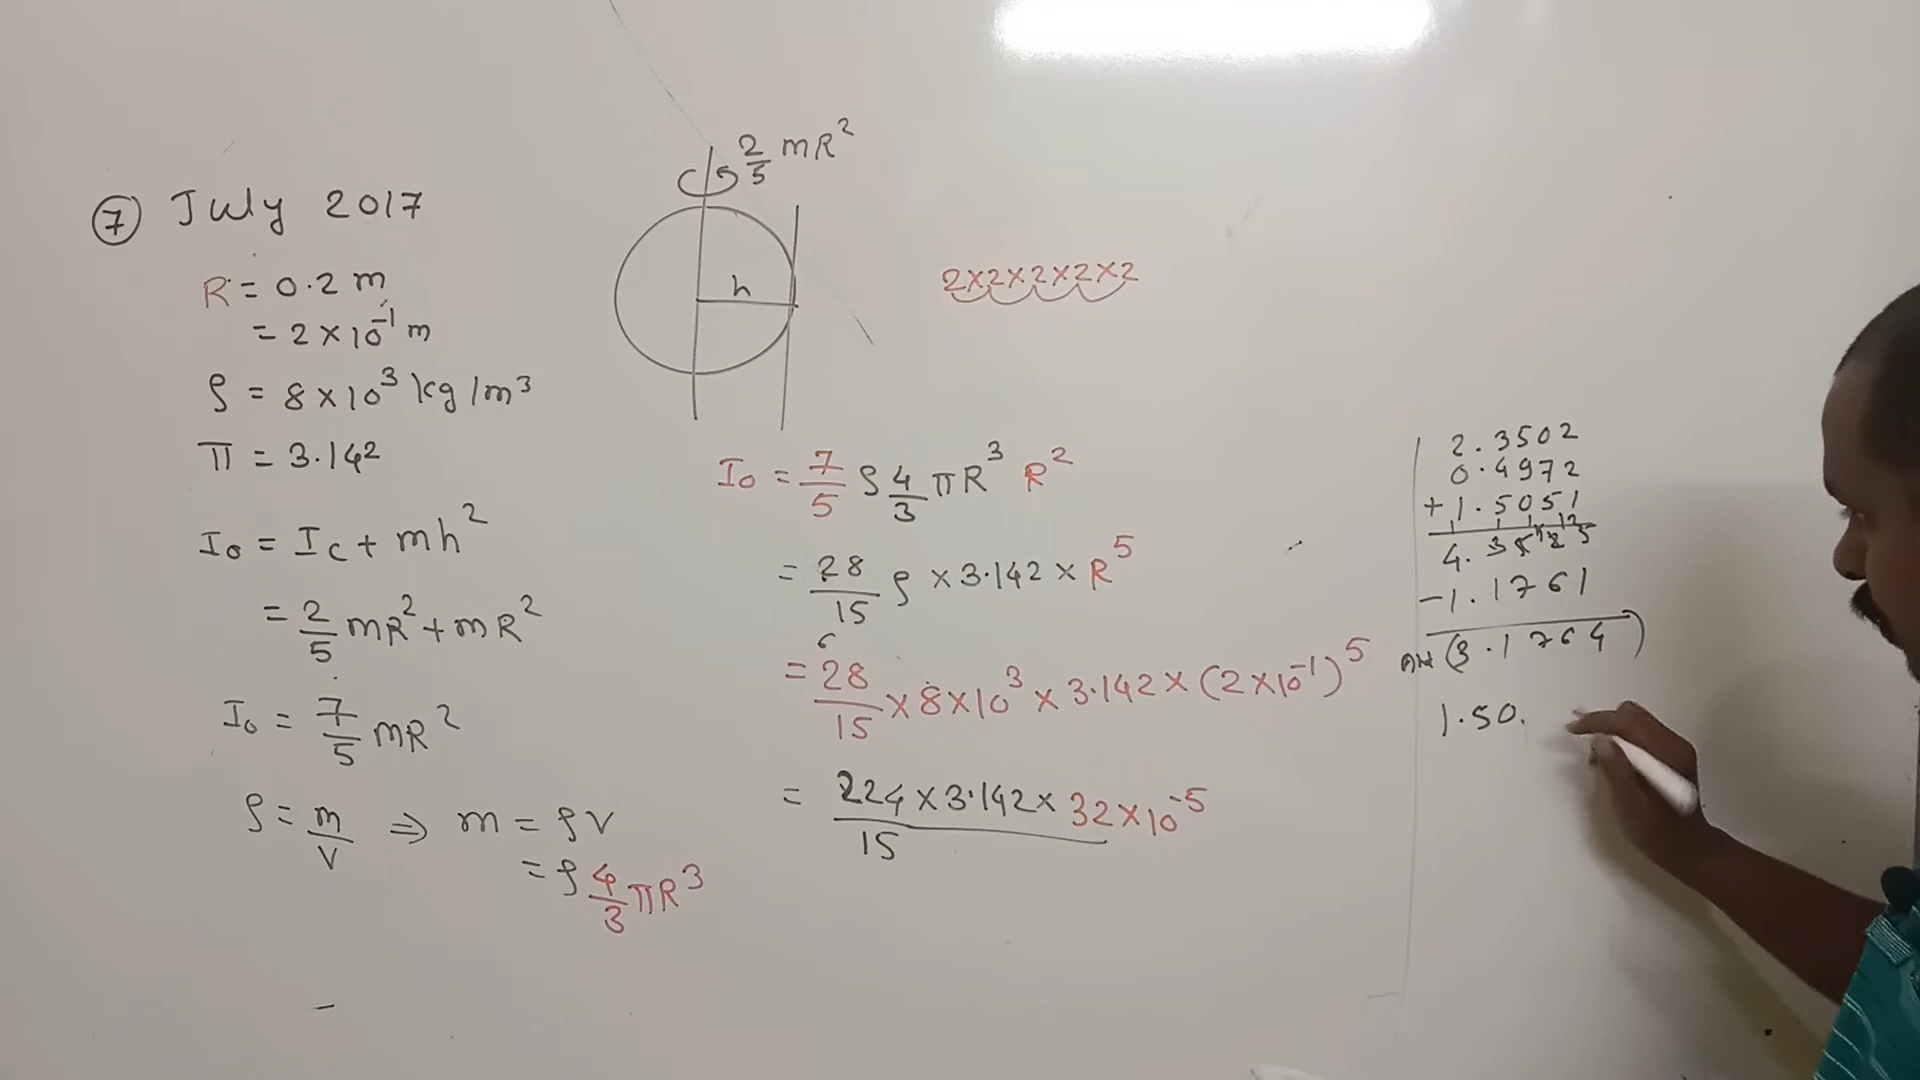 ⑦ July 2017
R = 0.2 m
= 2 × 10⁻¹ m
ρ = 8 × 10³ kg/m³
π = 3.142
I₀ = I_c + mh²
= 2/5 mR² + mR²
I₀ = 7/5 mR²
ρ = m/V ⇒ m = ρV
= ρ 4/3 πR³
2/5 mR²
h
2×2×2×2×2
I₀ = 7/5 ρ 4/3 πR³ R²
= 28/15 ρ × 3.142 × R⁵
6
= 28/15 × 8×10³ × 3.142 × (2×10⁻¹)⁵
= 224 × 3.142 × 32×10⁻⁵ / 15
2.3502
0.4972
+ 1.5051
4.3525
- 1.1761
(3.1764)
1.50.